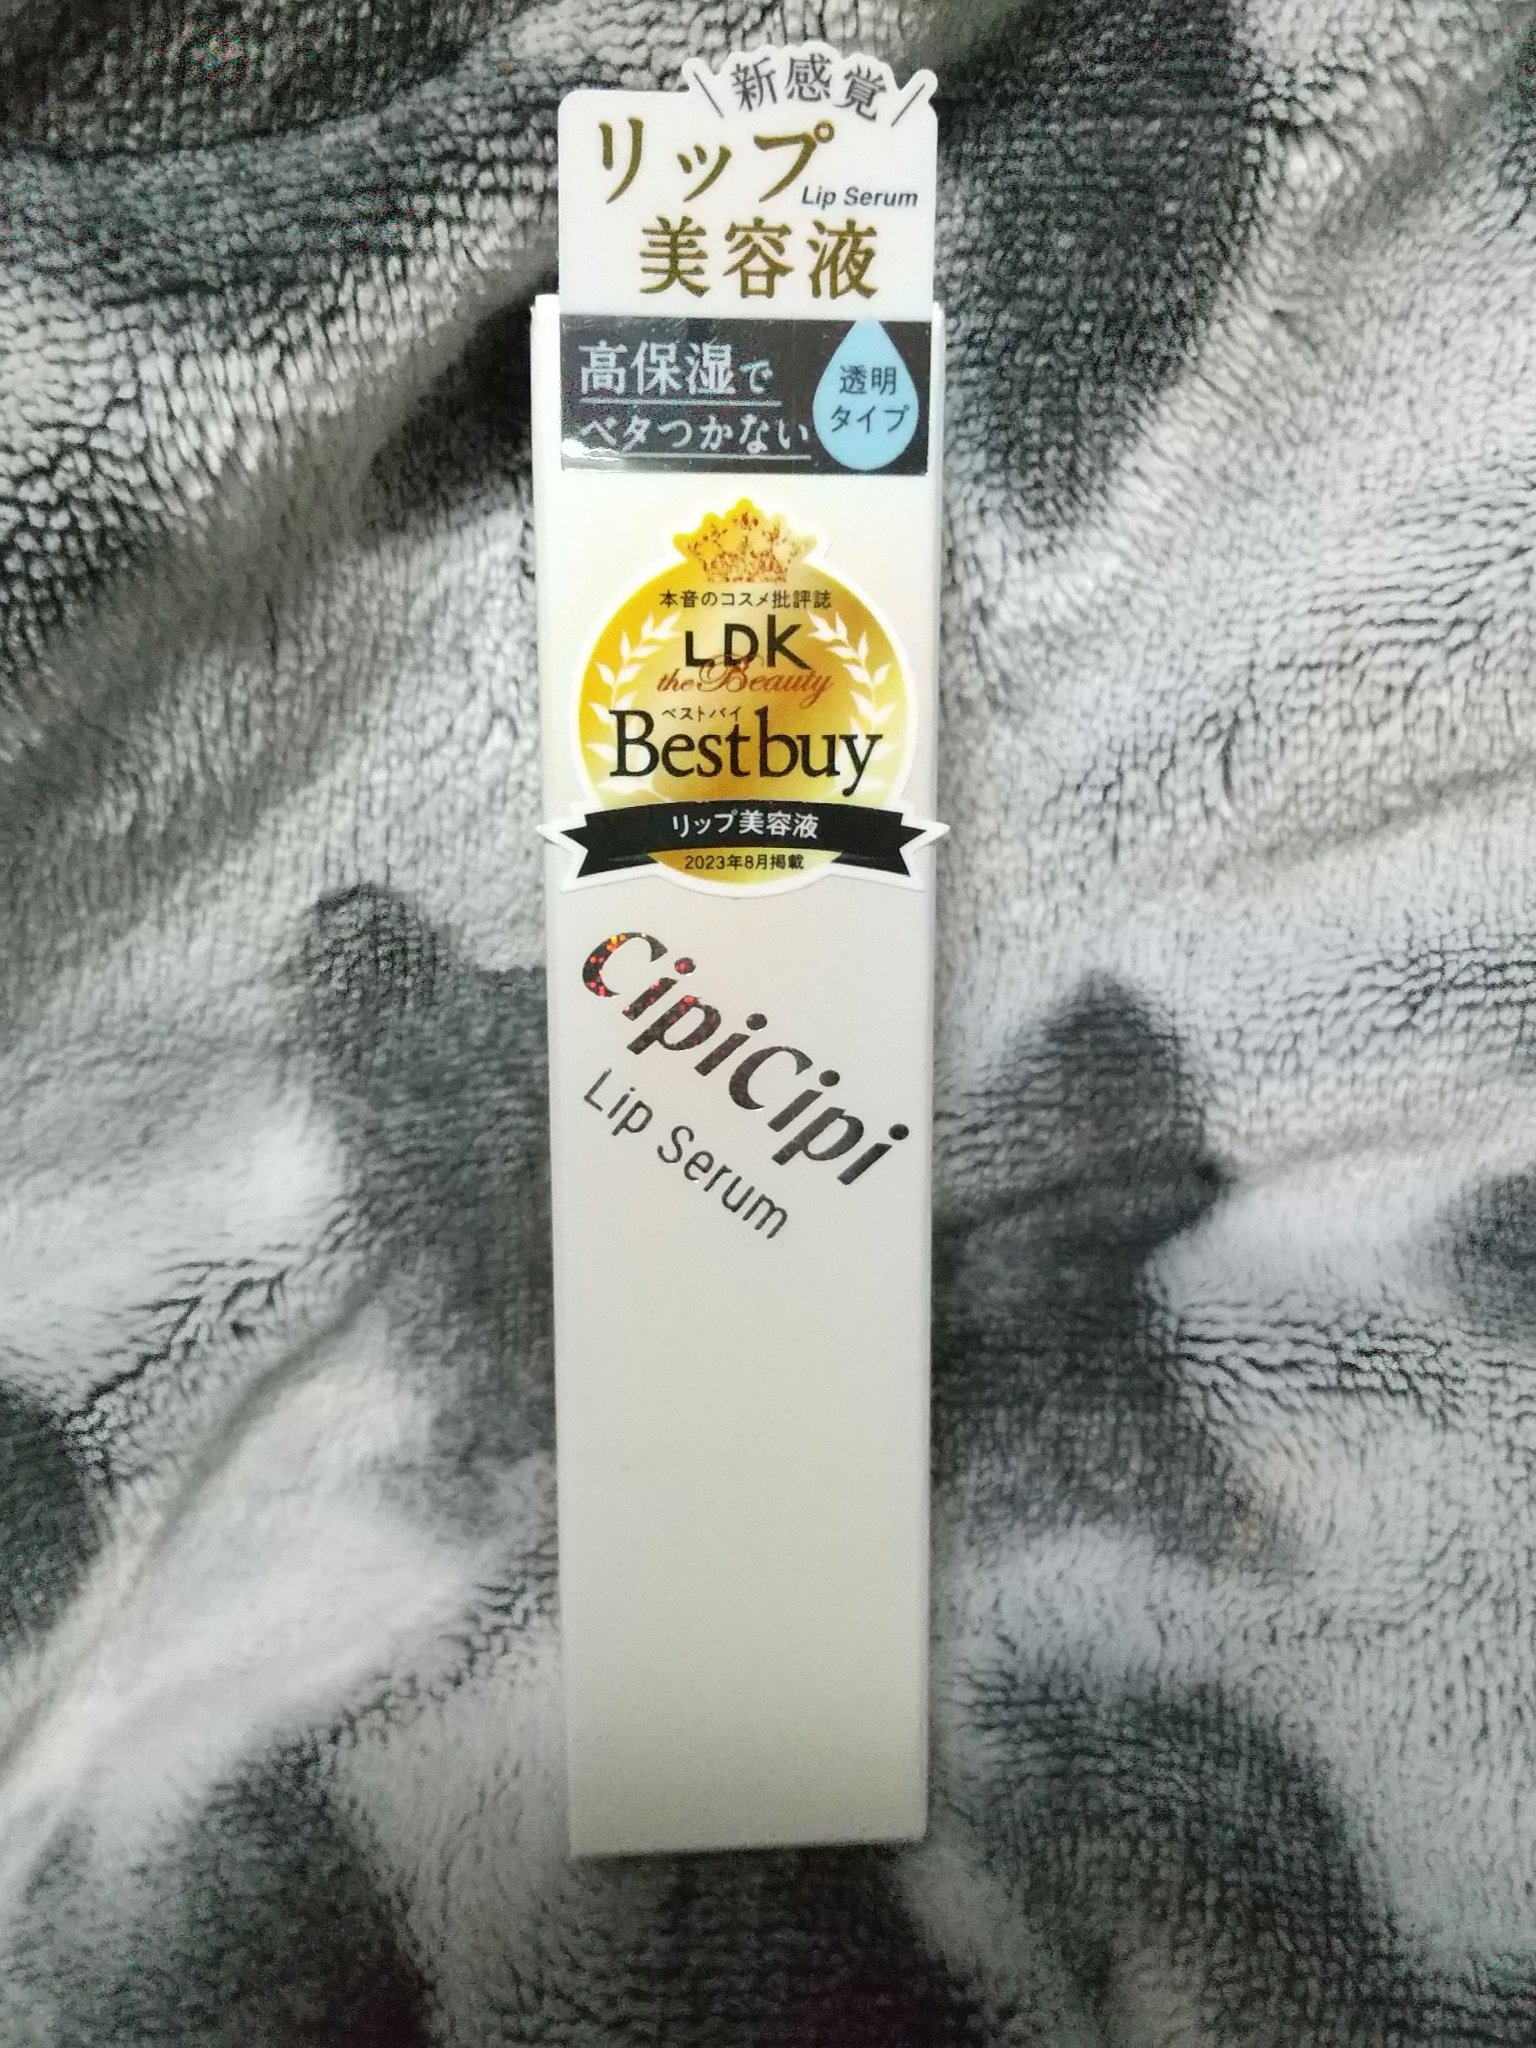 新感覚
リップ
Lip Serum
美容液
高保湿で
ベタつかない
透明
タイプ
本音のコスメ批評誌
LDK
the Beauty
ベストバイ
Best buy
リップ美容液
2023年8月掲載
CipiCipi
Lip Serum